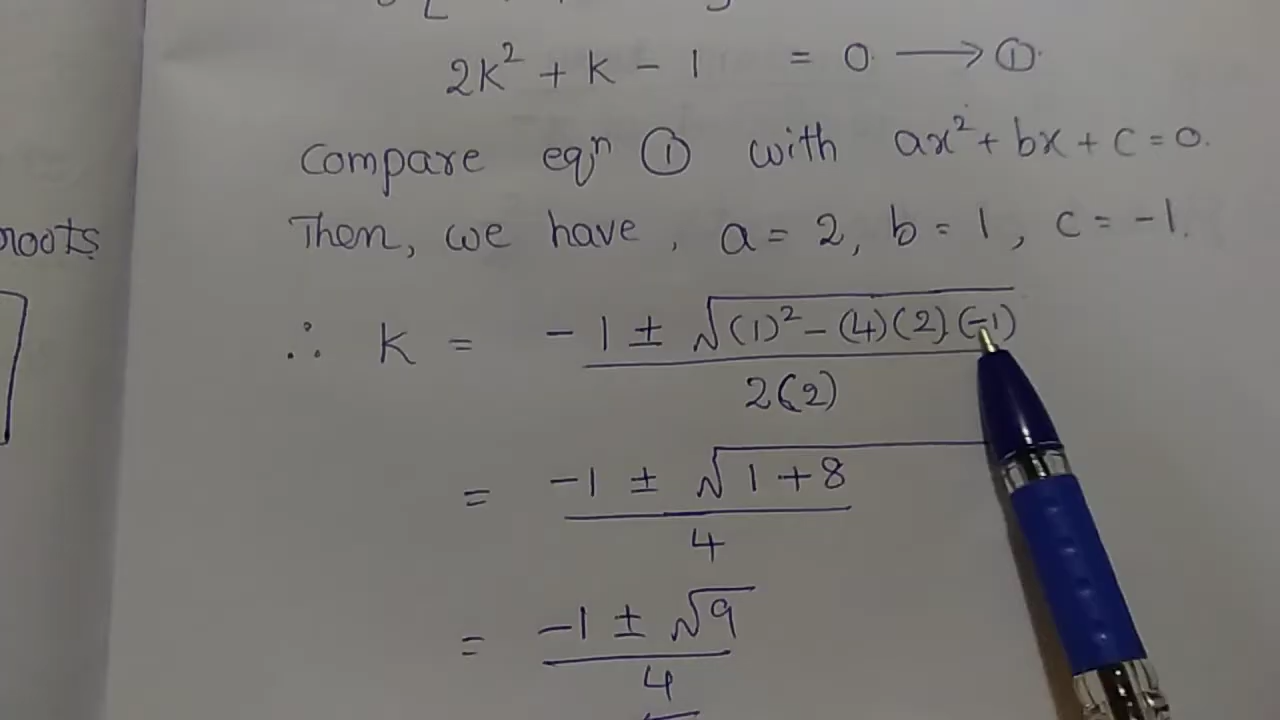 2k² + k - 1 = 0 ⟶ ①
Compare eqⁿ ① with ax² + bx + c = 0.
Then, we have, a = 2, b = 1, c = -1.
roots
∴ k = (-1 ± √((1)² - (4)(2)(-1))) / 2(2)
= (-1 ± √(1 + 8)) / 4
= (-1 ± √9) / 4